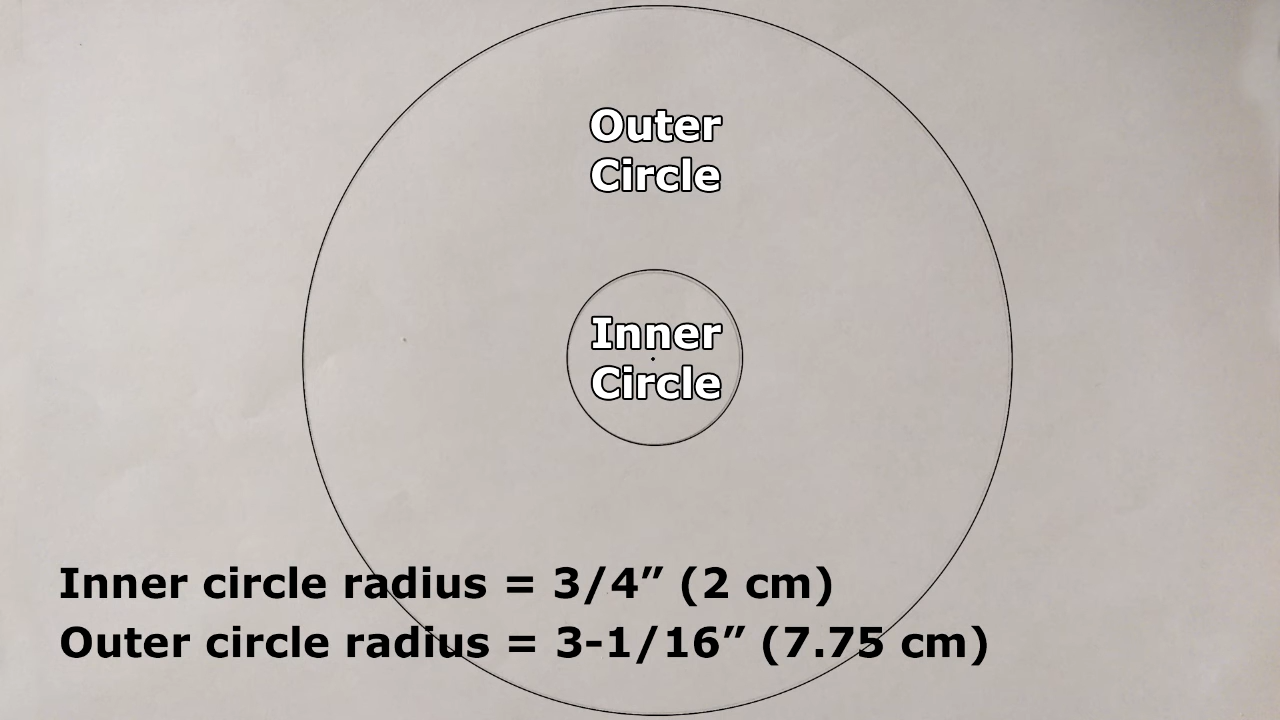 Outer
Circle
Inner
Circle
Inner circle radius = 3/4” (2 cm)
Outer circle radius = 3-1/16” (7.75 cm)